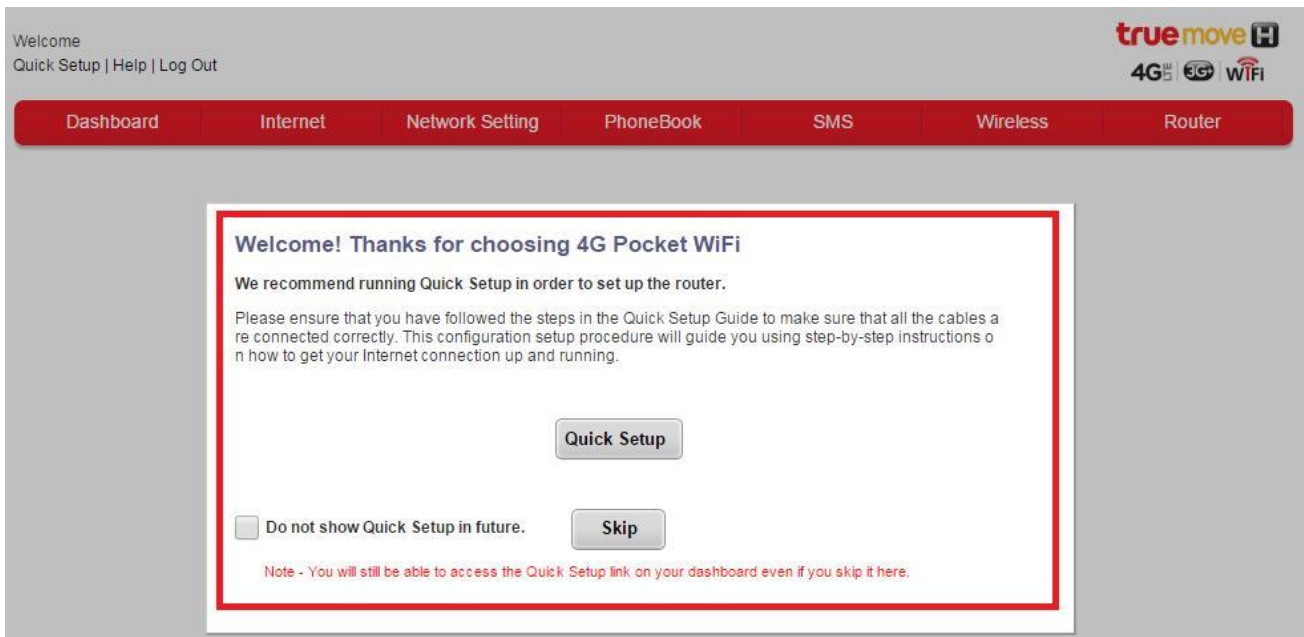 Welcome
Quick Setup | Help | Log Out
truemove H
4G LTE 3G+ WiFi
Dashboard Internet Network Setting PhoneBook SMS Wireless Router
Welcome! Thanks for choosing 4G Pocket WiFi
We recommend running Quick Setup in order to set up the router.
Please ensure that you have followed the steps in the Quick Setup Guide to make sure that all the cables a
re connected correctly. This configuration setup procedure will guide you using step-by-step instructions o
n how to get your Internet connection up and running.
Quick Setup
Do not show Quick Setup in future. Skip
Note - You will still be able to access the Quick Setup link on your dashboard even if you skip it here.